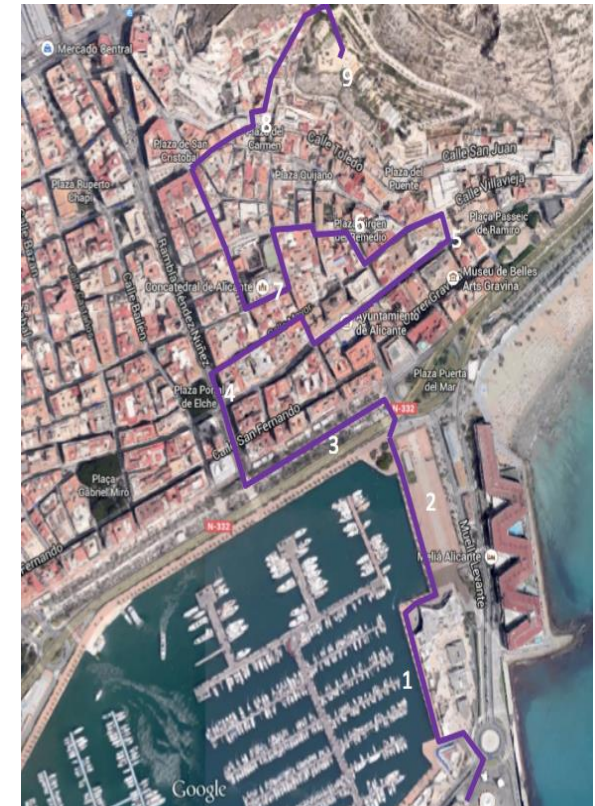 Mercado Central
9
8
Plaza del
Carmen
Plaza de San
Cristobal
Calle Toledo
Calle San Juan
Plaza Quijano
Plaza del
Puente
Plaza Ruperto
Chapí
Calle Villavieja
6
Plaza Virgen
del Remedio
5
Plaça Passeig
de Ramiro
Calle Bazán
Rambla Méndez Núñez
Calle Bailén
Concatedral de Alicante
7
Museu de Belles
Arts Gravina
Ayuntamiento
de Alicante
4
Plaza Portal
de Elche
Plaza Puerta
del Mar
N-332
Calle San Fernando
3
Plaça
Gabriel Miró
2
N-332
Fernando
Muelle Levante
Meliá Alicante
1
Google